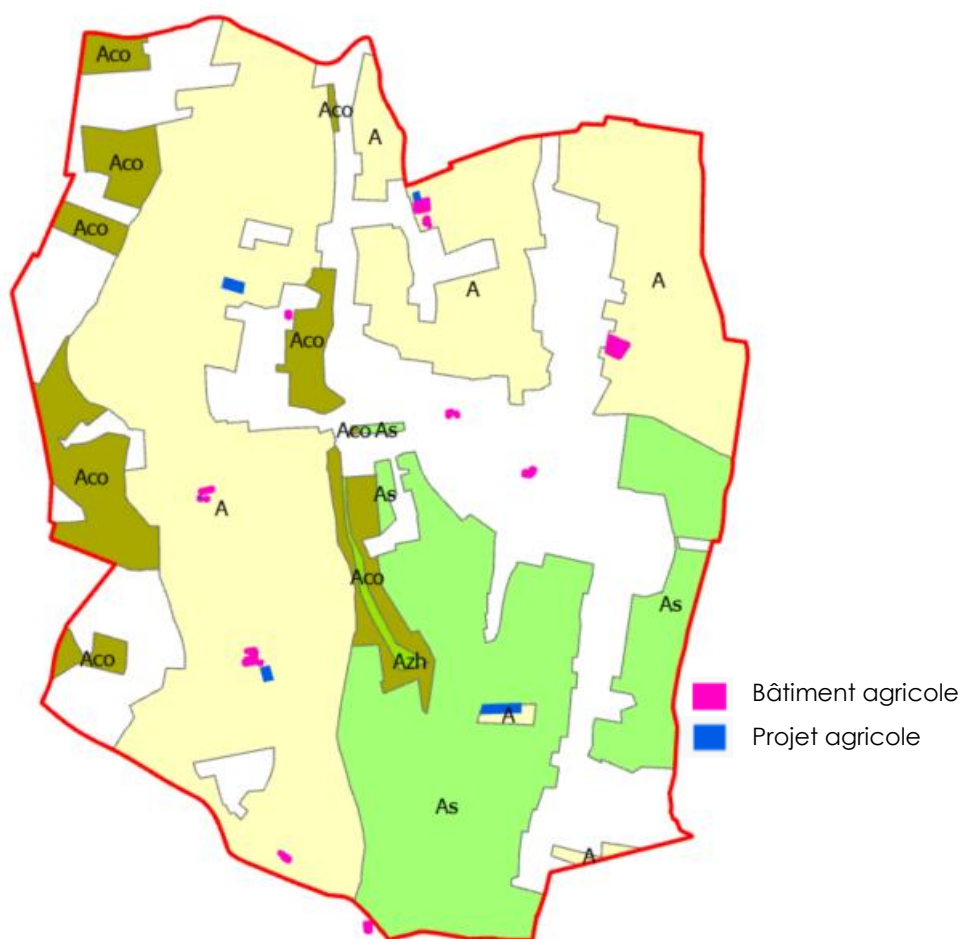 Aco
Aco
A
Aco
Aco
A
A
Aco
Aco As
Aco
As
A
Aco
As
Aco
Azh
Bâtiment agricole
A
Projet agricole
As
A